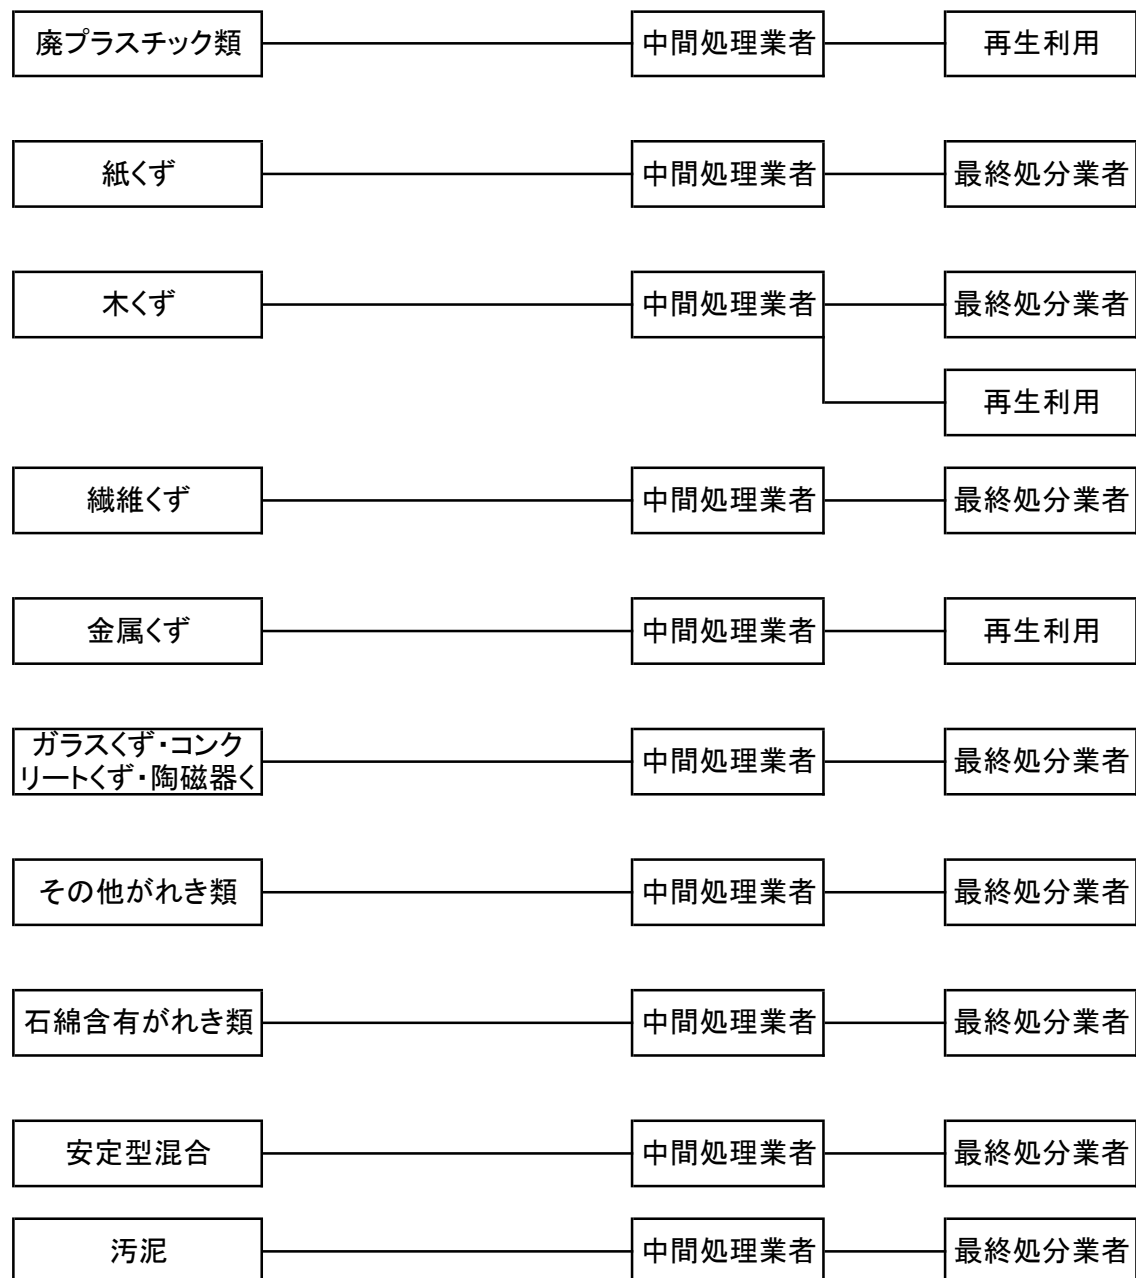 廃プラスチック類 中間処理業者 再生利用
紙くず 中間処理業者 最終処分業者
木くず 中間処理業者 最終処分業者
再生利用
繊維くず 中間処理業者 最終処分業者
金属くず 中間処理業者 再生利用
ガラスくず・コンク
リートくず・陶磁器く 中間処理業者 最終処分業者
その他がれき類 中間処理業者 最終処分業者
石綿含有がれき類 中間処理業者 最終処分業者
安定型混合 中間処理業者 最終処分業者
汚泥 中間処理業者 最終処分業者